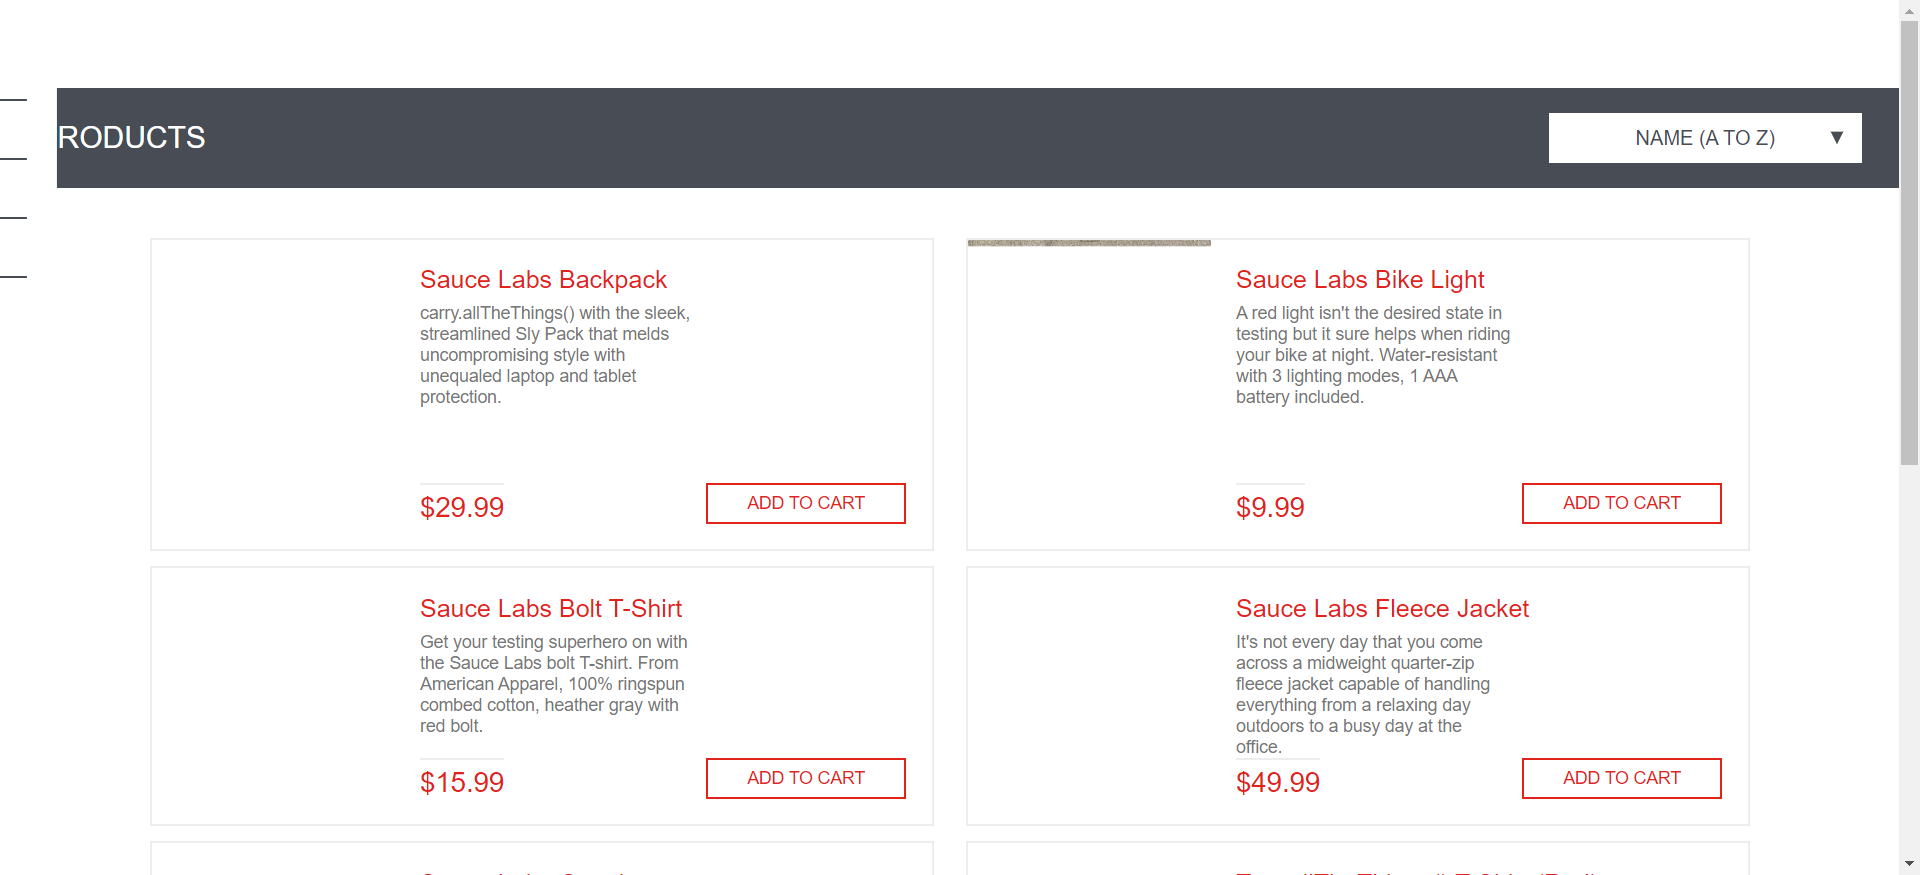 RODUCTS
NAME (A TO Z)
Sauce Labs Backpack
carry.allTheThings() with the sleek,
streamlined Sly Pack that melds
uncompromising style with
unequaled laptop and tablet
protection.
$29.99
ADD TO CART
Sauce Labs Bike Light
A red light isn't the desired state in
testing but it sure helps when riding
your bike at night. Water-resistant
with 3 lighting modes, 1 AAA
battery included.
$9.99
ADD TO CART
Sauce Labs Bolt T-Shirt
Get your testing superhero on with
the Sauce Labs bolt T-shirt. From
American Apparel, 100% ringspun
combed cotton, heather gray with
red bolt.
$15.99
ADD TO CART
Sauce Labs Fleece Jacket
It's not every day that you come
across a midweight quarter-zip
fleece jacket capable of handling
everything from a relaxing day
outdoors to a busy day at the
office.
$49.99
ADD TO CART